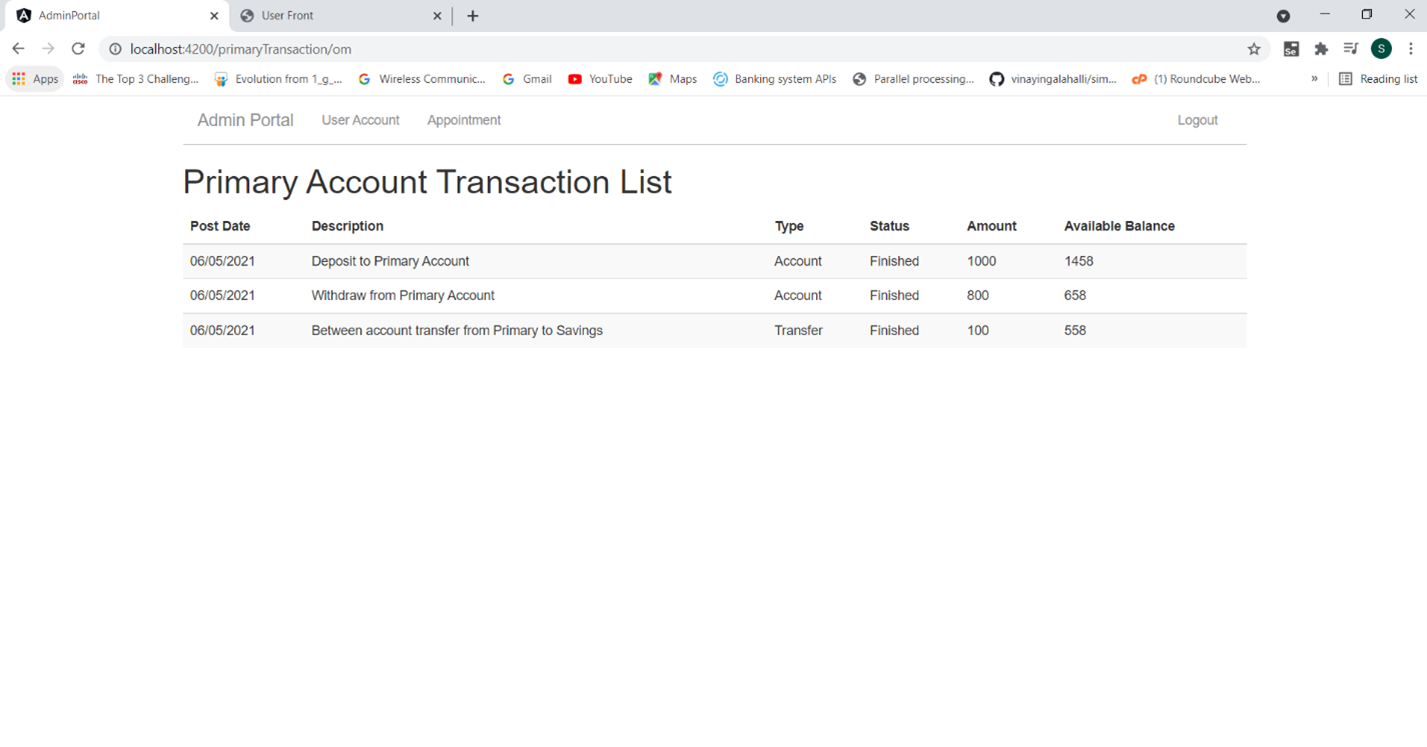 AdminPortal User Front
localhost:4200/primaryTransaction/om S
Apps cisco The Top 3 Challeng... Evolution from 1_g_... Wireless Communic... Gmail YouTube Maps Banking system APIs Parallel processing... vinayingalahalli/sim... (1) Roundcube Web... » Reading list
Admin Portal User Account Appointment Logout
Primary Account Transaction List
Post Date Description Type Status Amount Available Balance
06/05/2021 Deposit to Primary Account Account Finished 1000 1458
06/05/2021 Withdraw from Primary Account Account Finished 800 658
06/05/2021 Between account transfer from Primary to Savings Transfer Finished 100 558